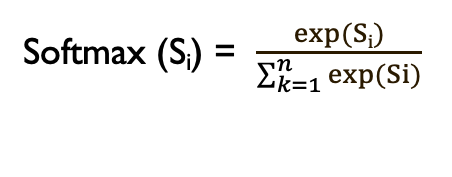 Softmax (Sᵢ) = exp(Sᵢ) / ∑ⁿₖ₌₁ exp(Si)